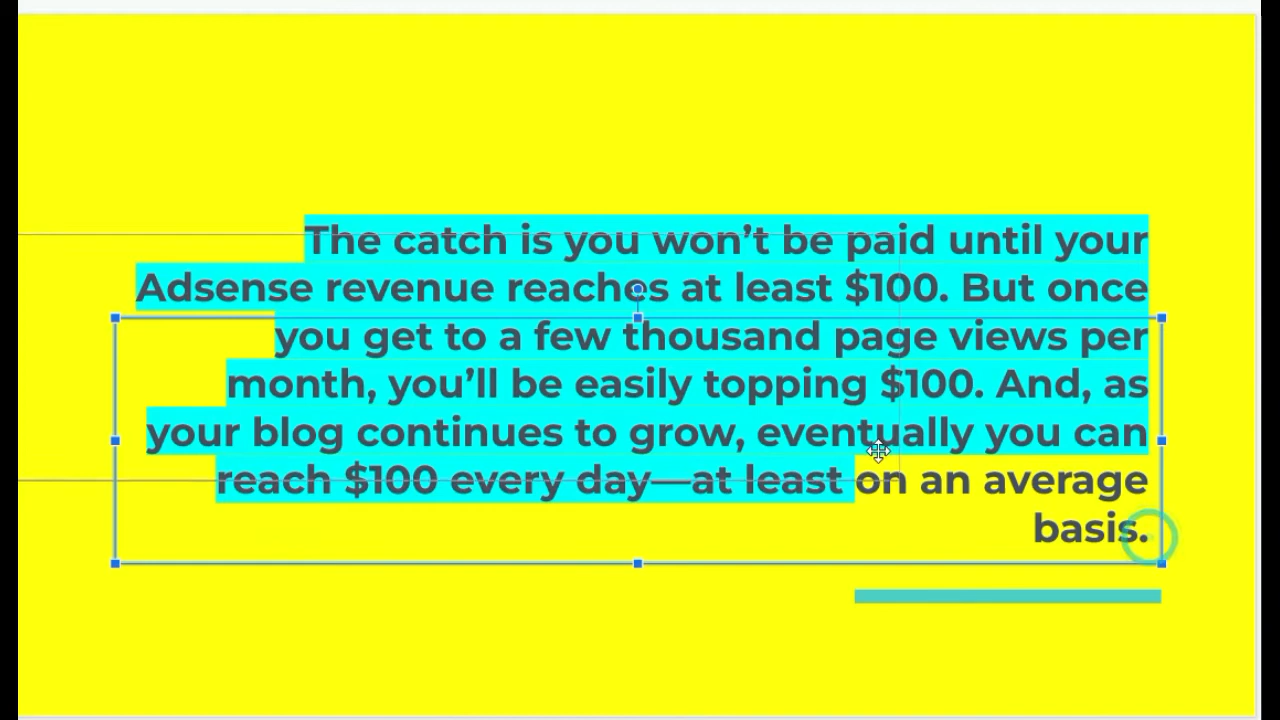 The catch is you won’t be paid until your
Adsense revenue reaches at least $100. But once
you get to a few thousand page views per
month, you’ll be easily topping $100. And, as
your blog continues to grow, eventually you can
reach $100 every day—at least on an average
basis.